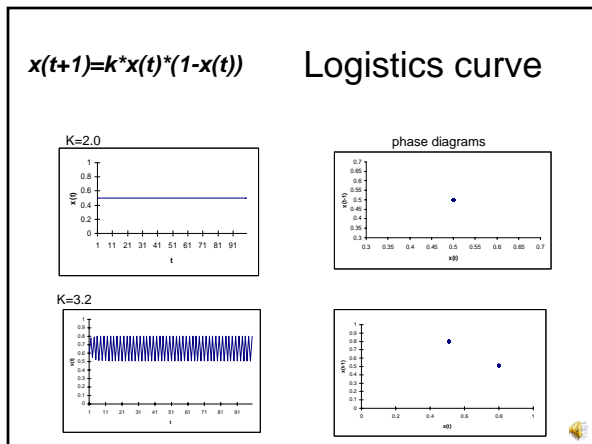 x(t+1)=k*x(t)*(1-x(t))
Logistics curve
K=2.0
1
0.8
0.6
0.4
0.2
0
x(t)
1 11 21 31 41 51 61 71 81 91
t
phase diagrams
0.7
0.65
0.6
0.55
0.5
0.45
0.4
0.35
0.3
x(t+1)
0.3 0.35 0.4 0.45 0.5 0.55 0.6 0.65 0.7
x(t)
K=3.2
1
0.9
0.8
0.7
0.6
0.5
0.4
0.3
0.2
0.1
0
x(t)
1 11 21 31 41 51 61 71 81 91
t
1
0.9
0.8
0.7
0.6
0.5
0.4
0.3
0.2
0.1
0
x(t+1)
0 0.2 0.4 0.6 0.8 1
x(t)